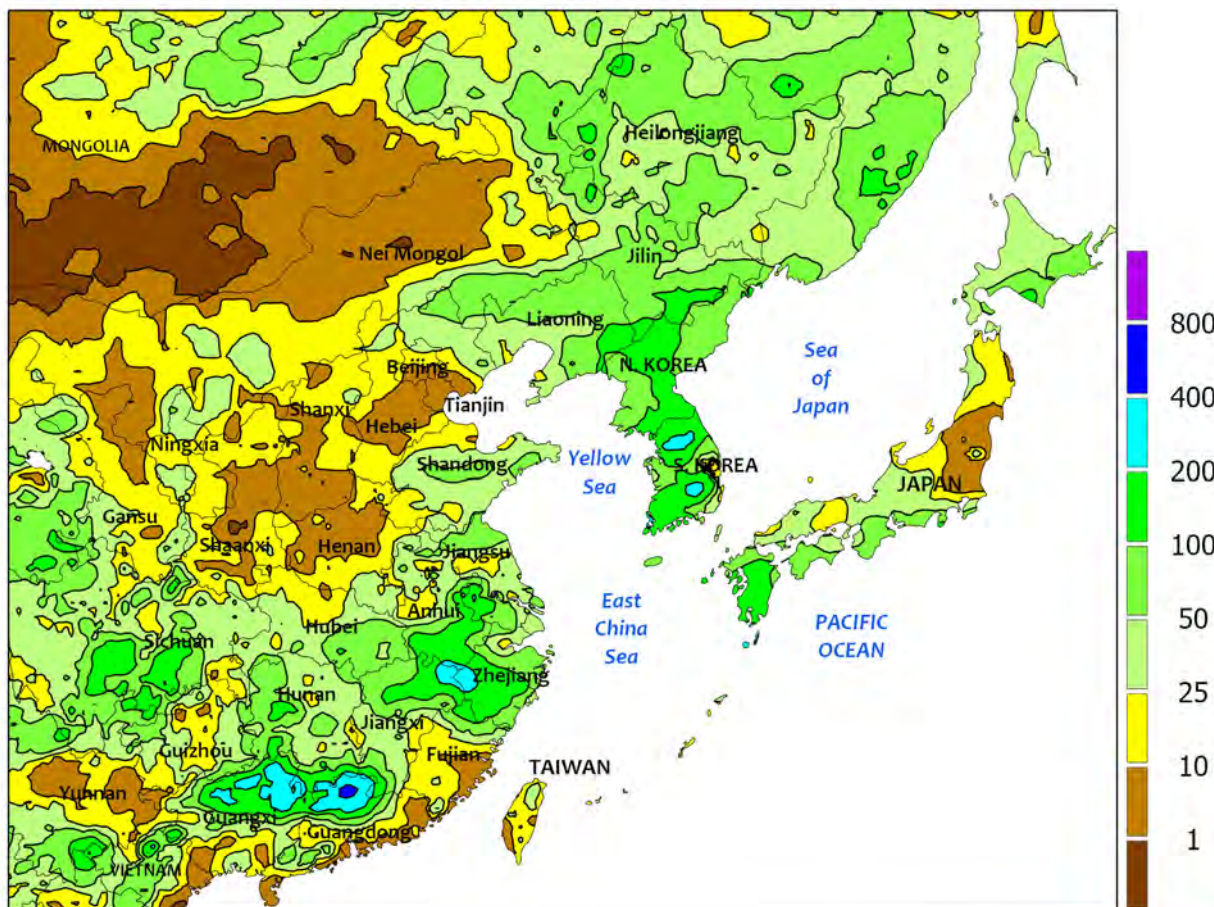 Heilongjiang
MONGOLIA
Nei Mongol
Jilin
Liaoning
N. KOREA
Sea
of
Japan
Beijing
Tianjin
Shanxi
Hebei
Ningxia
Shandong
Yellow
Sea
S. KOREA
JAPAN
Gansu
Shaanxi
Henan
Jiangsu
Anhui
East
China
Sea
PACIFIC
OCEAN
Hubei
Sichuan
Zhejiang
Hunan
Jiangxi
Guizhou
Fujian
TAIWAN
Yunnan
Guangxi
Guangdong
VIETNAM
800
400
200
100
50
25
10
1